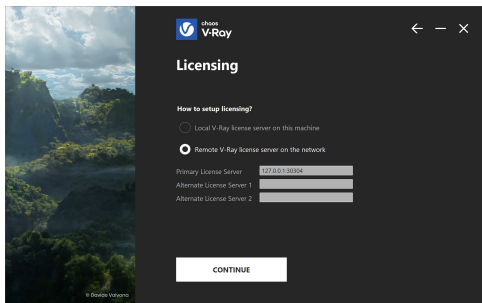 chaos
V-Ray
Licensing
How to setup licensing?
Local V-Ray license server on this machine
Remote V-Ray license server on the network
Primary License Server 127.0.0.1:30304
Alternate License Server 1
Alternate License Server 2
CONTINUE
© Davide Valvona